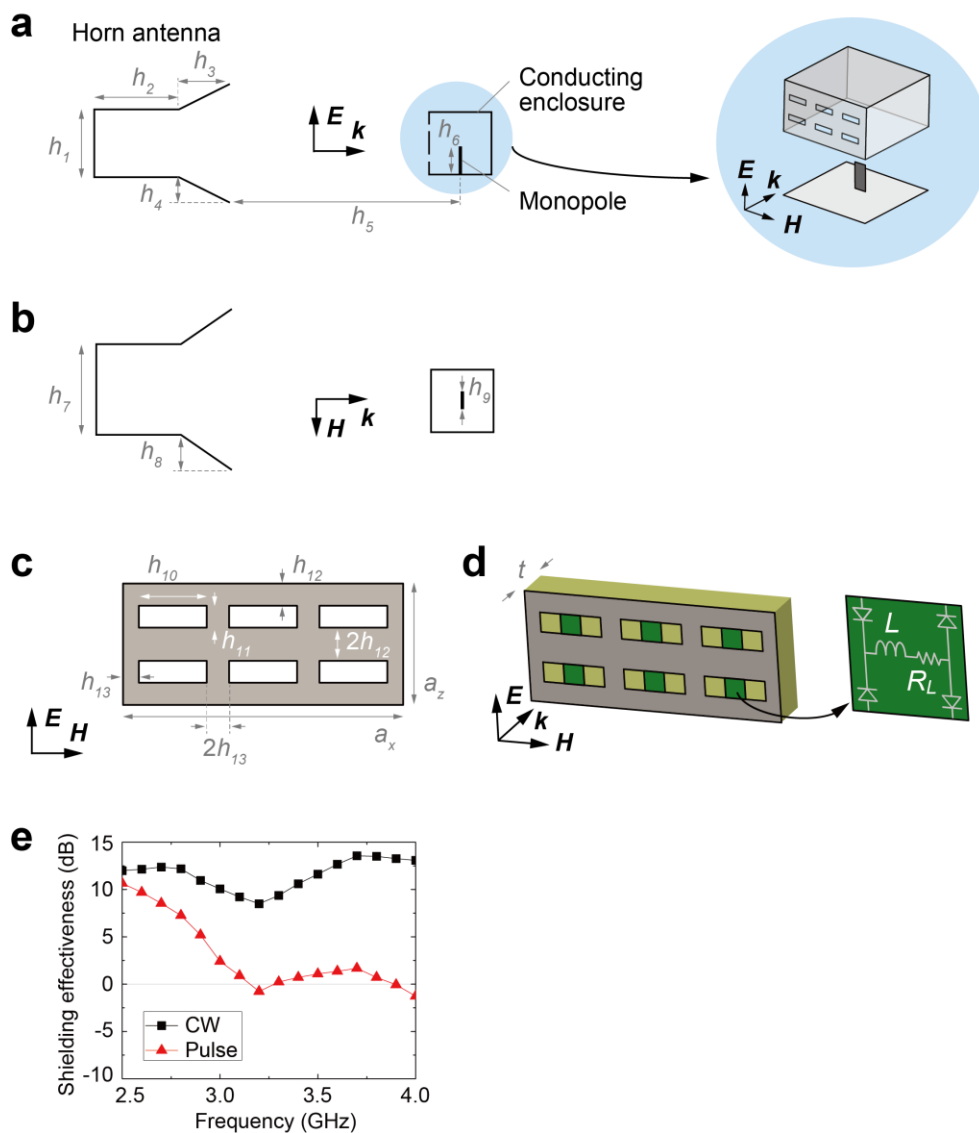 a
Horn antenna
h3
h2
h1
h4
E
k
h5
h6
Conducting
enclosure
Monopole
E
k
H
b
h7
h8
H
k
h9
c
h10
h12
h11
2h12
h13
az
E
H
2h13
ax
d
t
L
RL
E
k
H
e
Shielding effectiveness (dB)
15
10
5
0
-5
-10
CW
Pulse
2.5
3.0
3.5
4.0
Frequency (GHz)